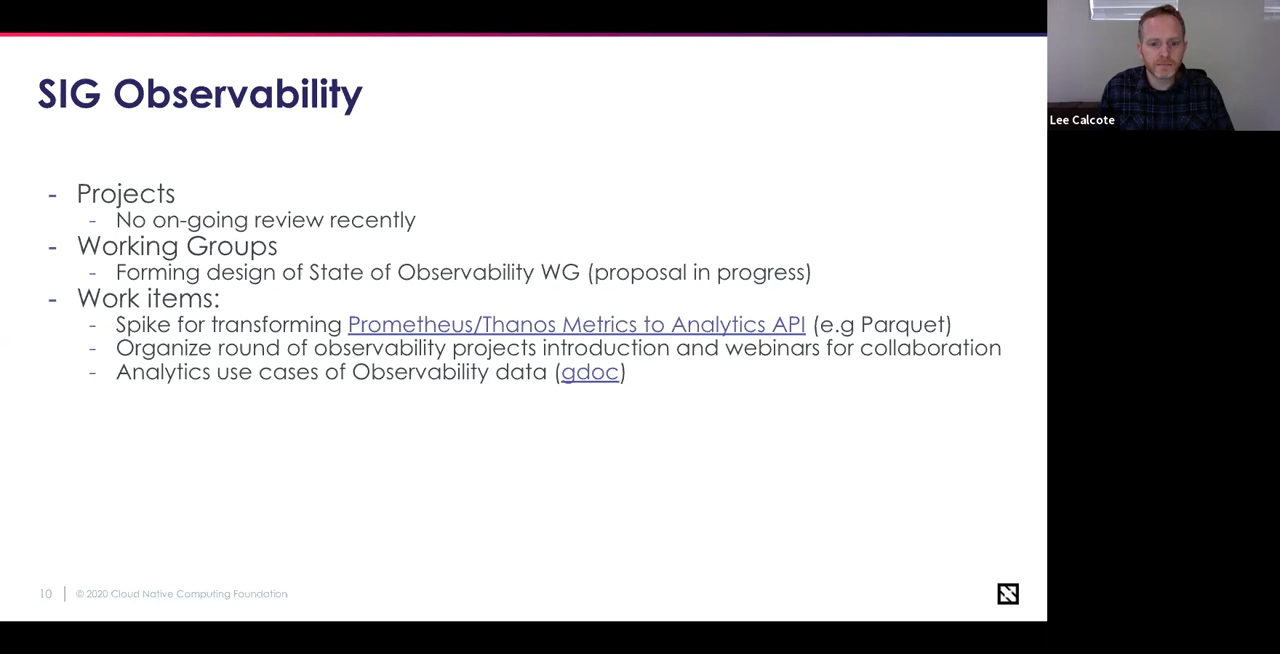 SIG Observability
- Projects
- No on-going review recently
- Working Groups
- Forming design of State of Observability WG (proposal in progress)
- Work items:
- Spike for transforming Prometheus/Thanos Metrics to Analytics API (e.g Parquet)
- Organize round of observability projects introduction and webinars for collaboration
- Analytics use cases of Observability data (gdoc)
10 | © 2020 Cloud Native Computing Foundation
Lee Calcote